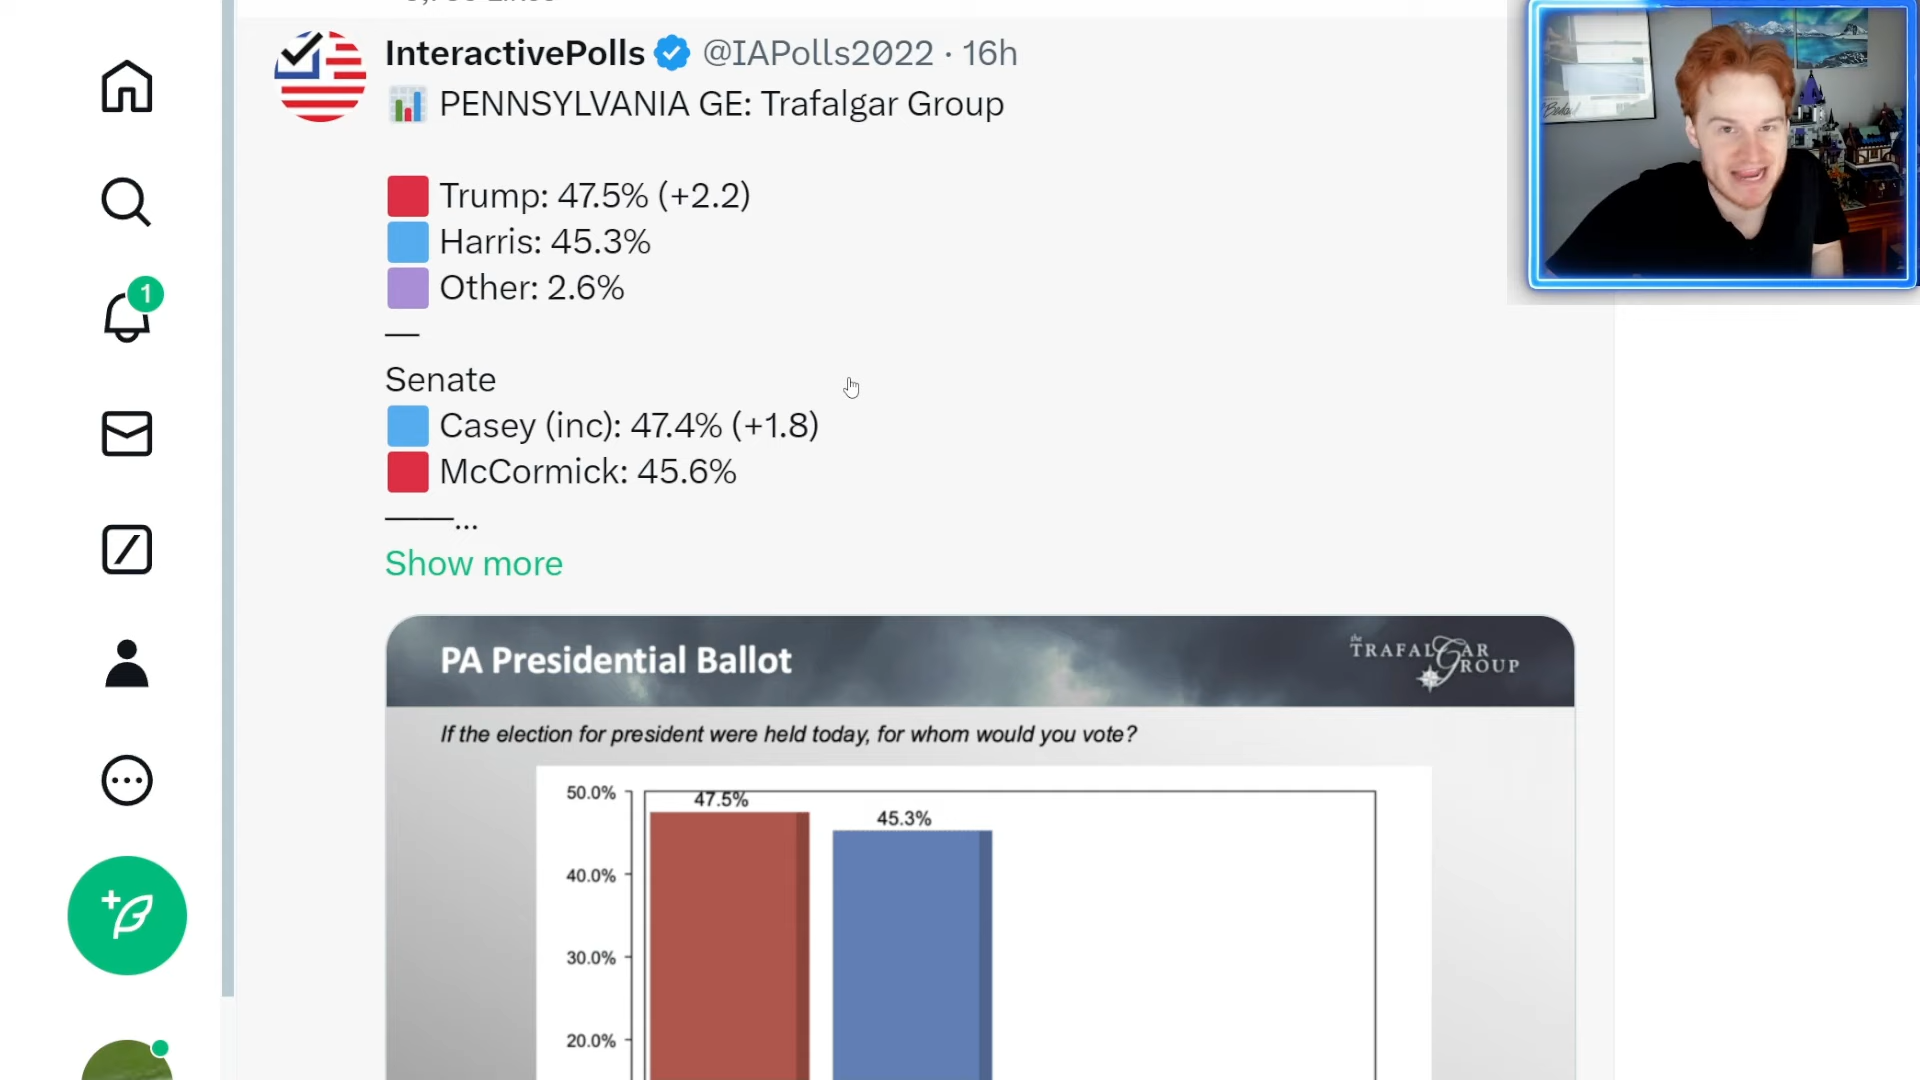 InteractivePolls @IAPolls2022 · 16h
PENNSYLVANIA GE: Trafalgar Group
Trump: 47.5% (+2.2)
Harris: 45.3%
Other: 2.6%
—
Senate
Casey (inc): 47.4% (+1.8)
McCormick: 45.6%
——...
Show more
1
PA Presidential Ballot
the TRAFALGAR GROUP
If the election for president were held today, for whom would you vote?
50.0%
47.5%
45.3%
40.0%
30.0%
20.0%